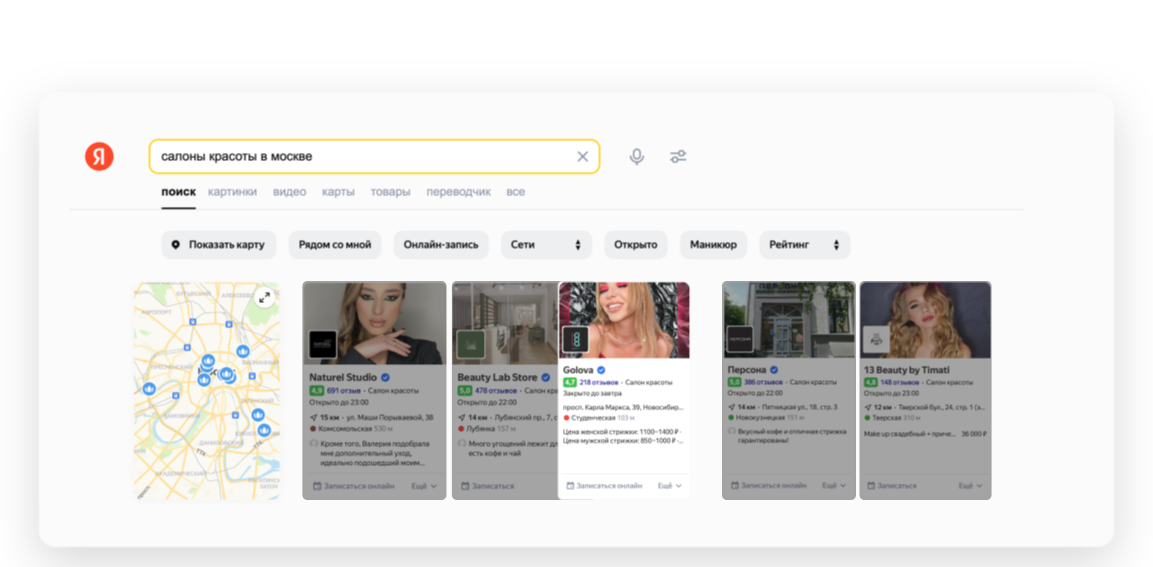 Я
салоны красоты в москве
поиск картинки видео карты товары переводчик все
Показать карту Рядом со мной Онлайн-запись Сети Открыто Маникюр Рейтинг
Naturel Studio
4,9 691 отзыв · Салон красоты
Открыто до 23:00
15 км · ул. Маши Порываевой, 38
Комсомольская 530 м
Кроме того, Валерия подобрала
мне дополнительный уход,
идеально подошедший моим...
Записаться онлайн Ещё
Beauty Lab Store
5,0 478 отзывов · Салон кра
Открыто до 22:00
14 км · Лубянский пр., 7, с
Лубянка 157 м
Много угощений лежит дл
есть кофе и чай
Записаться
Golova
4,7 218 отзывов · Салон красоты
Закрыто до завтра
просп. Карла Маркса, 39, Новосибир...
Студенческая 103 м
Цена женской стрижки: 1100–1400 ₽ ·
Цена мужской стрижки: 850–1000 ₽ ·...
Записаться онлайн Ещё
Персона
5,0 386 отзывов · Салон красоты
Открыто до 22:00
14 км · Пятницкая ул., 18, стр. 3
Новокузнецкая 151 м
Вкусный кофе и отличная стрижка
гарантированы!
Записаться онлайн Ещё
13 Beauty by Timati
4,8 148 отзывов · Салон красоты
Открыто до 23:00
12 км · Тверской бул., 24, стр. 1 (э...
Тверская 310 м
Make up свадебный + приче... 36 000 ₽
Записаться Ещё